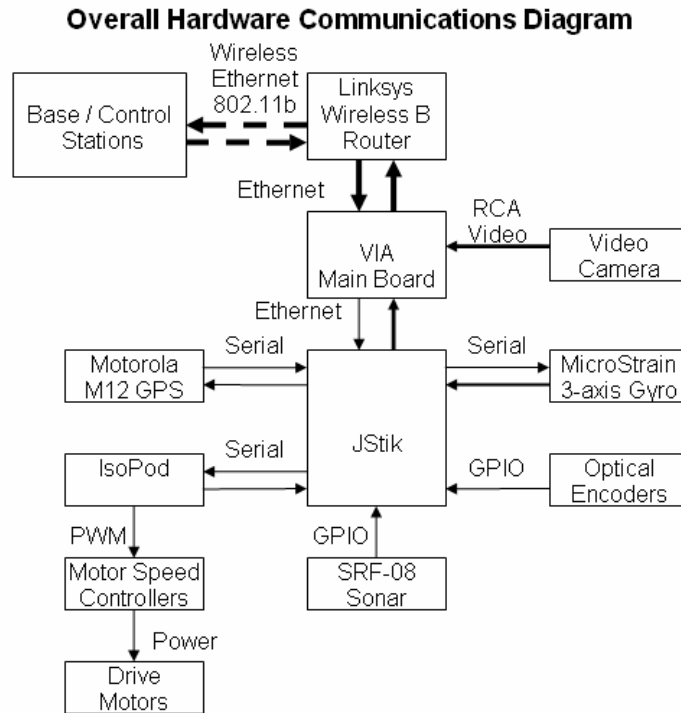 Overall Hardware Communications Diagram
Wireless
Ethernet
802.11b
Base / Control
Stations
Linksys
Wireless B
Router
Ethernet
RCA
Video
VIA
Main Board
Video
Camera
Ethernet
Serial
Serial
Motorola
M12 GPS
MicroStrain
3-axis Gyro
JStik
Serial
IsoPod
GPIO
Optical
Encoders
PWM
GPIO
Motor Speed
Controllers
SRF-08
Sonar
Power
Drive
Motors